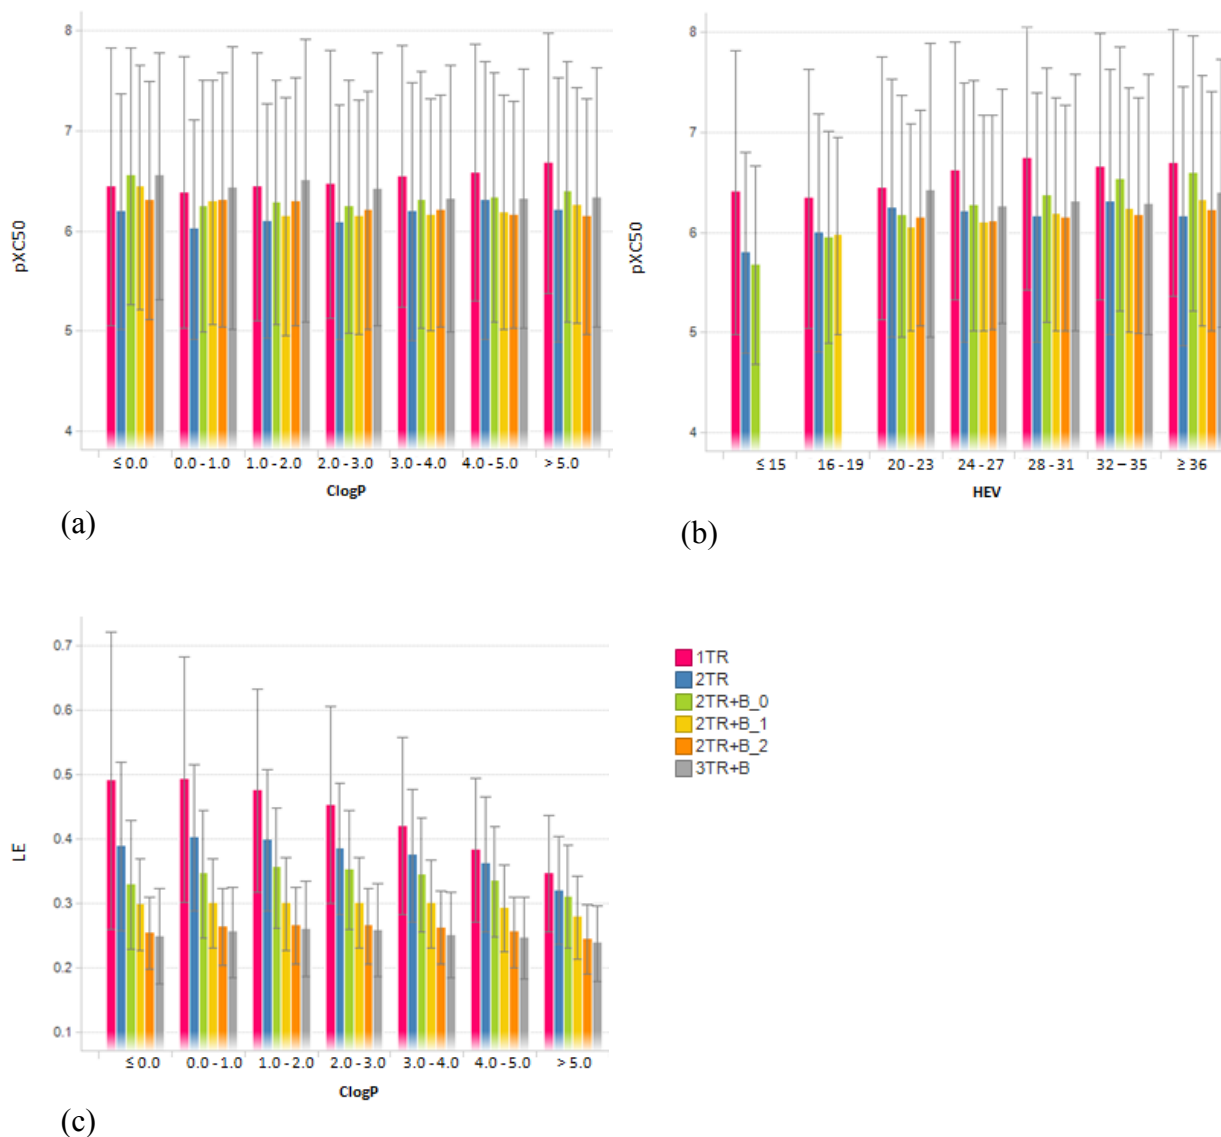 8
7
6
5
4
pXC50
≤ 0.0 0.0 - 1.0 1.0 - 2.0 2.0 - 3.0 3.0 - 4.0 4.0 - 5.0 > 5.0
ClogP
(a)
8
7
6
5
4
pXC50
≤ 15 16 - 19 20 - 23 24 - 27 28 - 31 32 – 35 ≥ 36
HEV
(b)
0.7
0.6
0.5
0.4
0.3
0.2
0.1
LE
≤ 0.0 0.0 - 1.0 1.0 - 2.0 2.0 - 3.0 3.0 - 4.0 4.0 - 5.0 > 5.0
ClogP
(c)
1TR
2TR
2TR+B_0
2TR+B_1
2TR+B_2
3TR+B